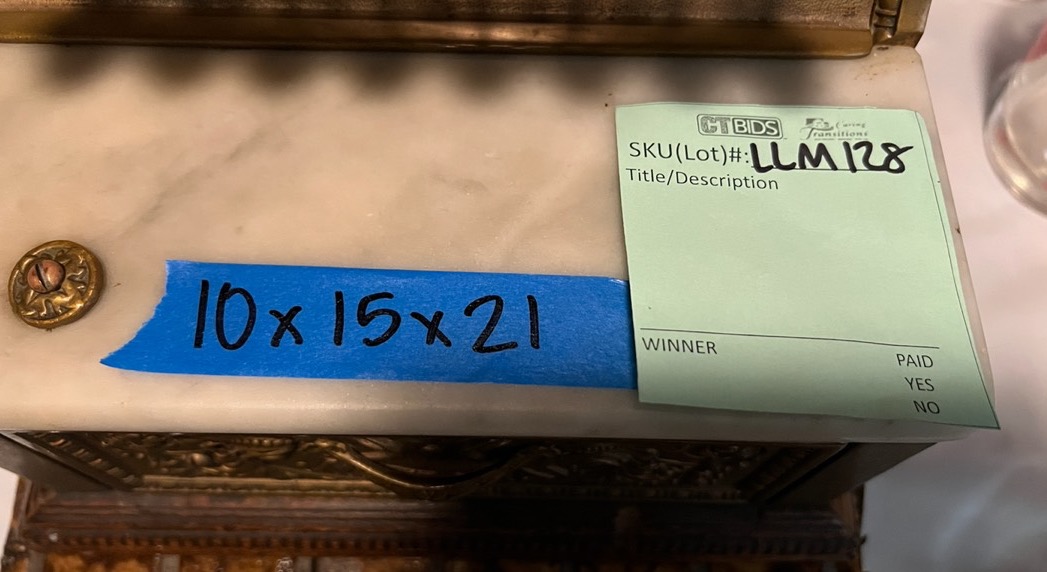 CTBIDS Caring Transitions
SKU(Lot)#: LLM128
Title/Description
10x15x21
WINNER
PAID
YES
NO